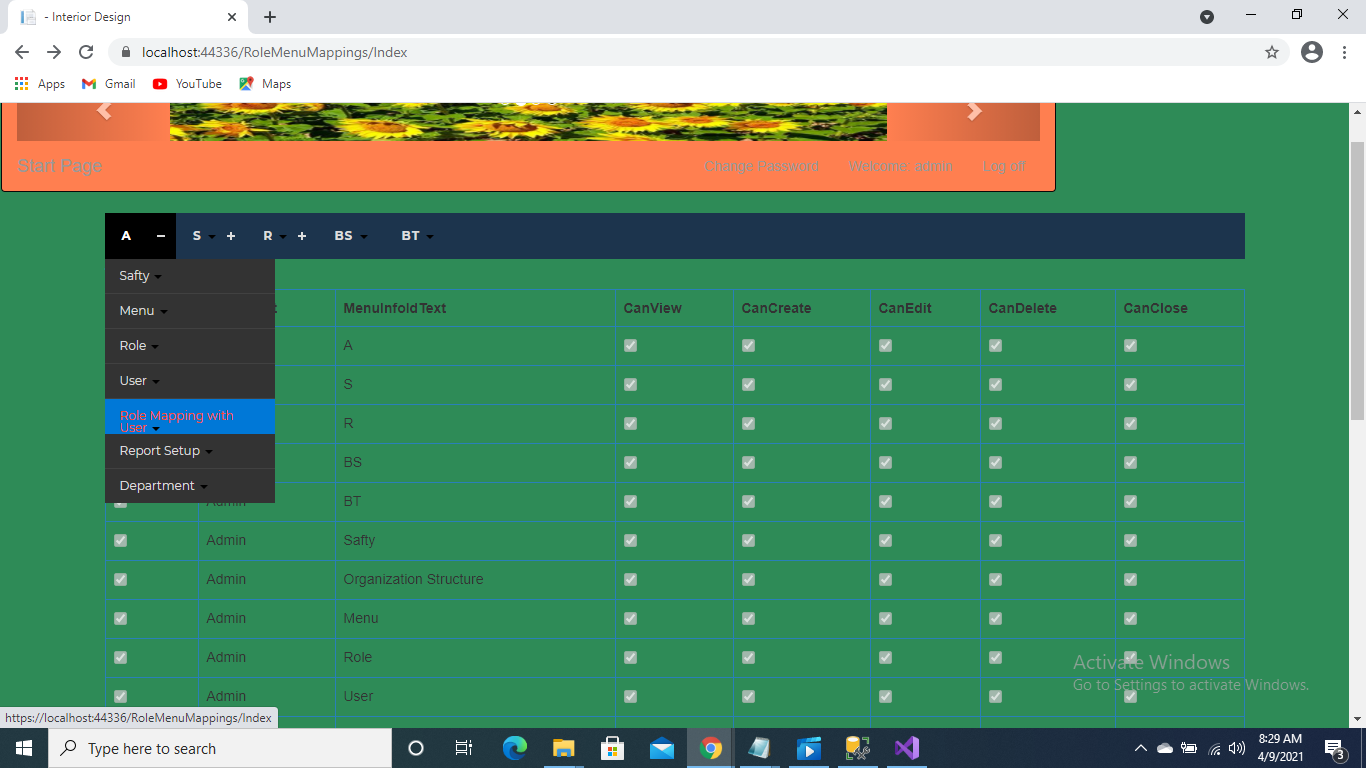 - Interior Design
localhost:44336/RoleMenuMappings/Index
Apps Gmail YouTube Maps
Start Page Change Password Welcome: admin Log off
A S R BS BT
Safty
Menu
Role
User
Role Mapping with
User
Report Setup
Department
MenuInfoldText CanView CanCreate CanEdit CanDelete CanClose
A
S
R
BS
Admin BT
Admin Safty
Admin Organization Structure
Admin Menu
Admin Role
Admin User
Activate Windows
Go to Settings to activate Windows.
https://localhost:44336/RoleMenuMappings/Index
Type here to search
8:29 AM
4/9/2021
3